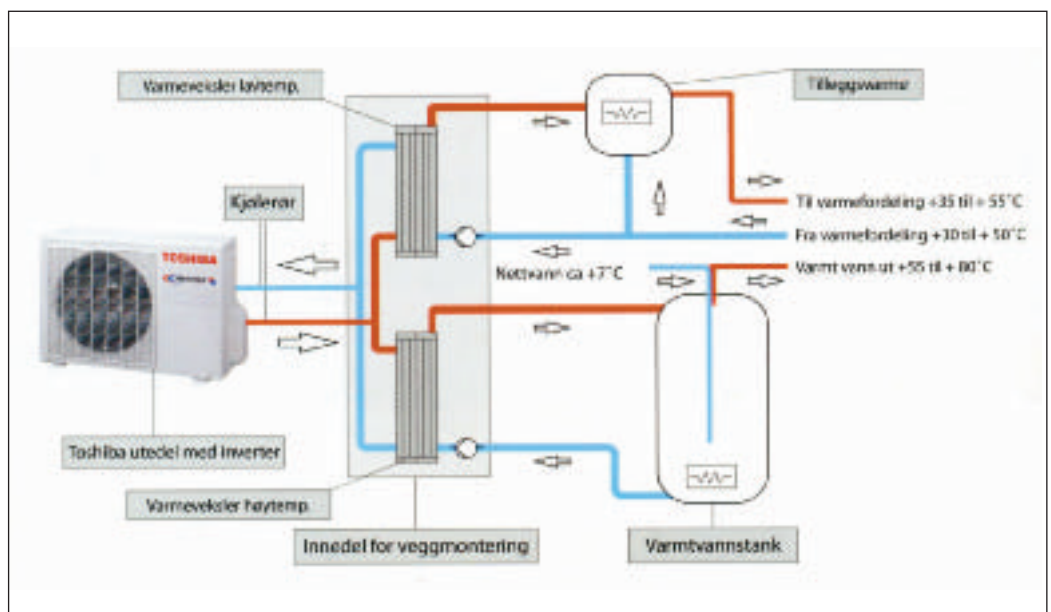 Varmeveksler lavtemp.
Tilleggsvarme
Kjølerør
TOSHIBA
Til varmefordeling +35 til + 55°C
Fra varmefordeling +30 til + 50°C
Nettvann ca +7°C
Varmt vann ut +55 til + 80°C
Toshiba utedel med inverter
Varmeveksler høytemp.
Innedel for veggmontering
Varmtvannstank